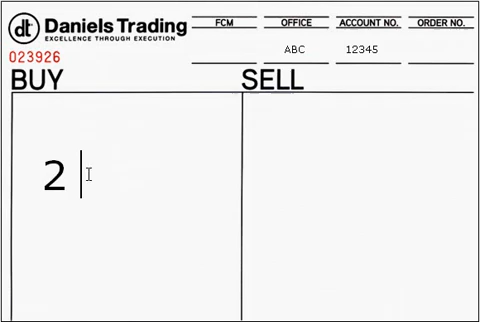 dt Daniels Trading
EXCELLENCE THROUGH EXECUTION
FCM OFFICE ACCOUNT NO. ORDER NO.
ABC 12345
023926
BUY SELL
2